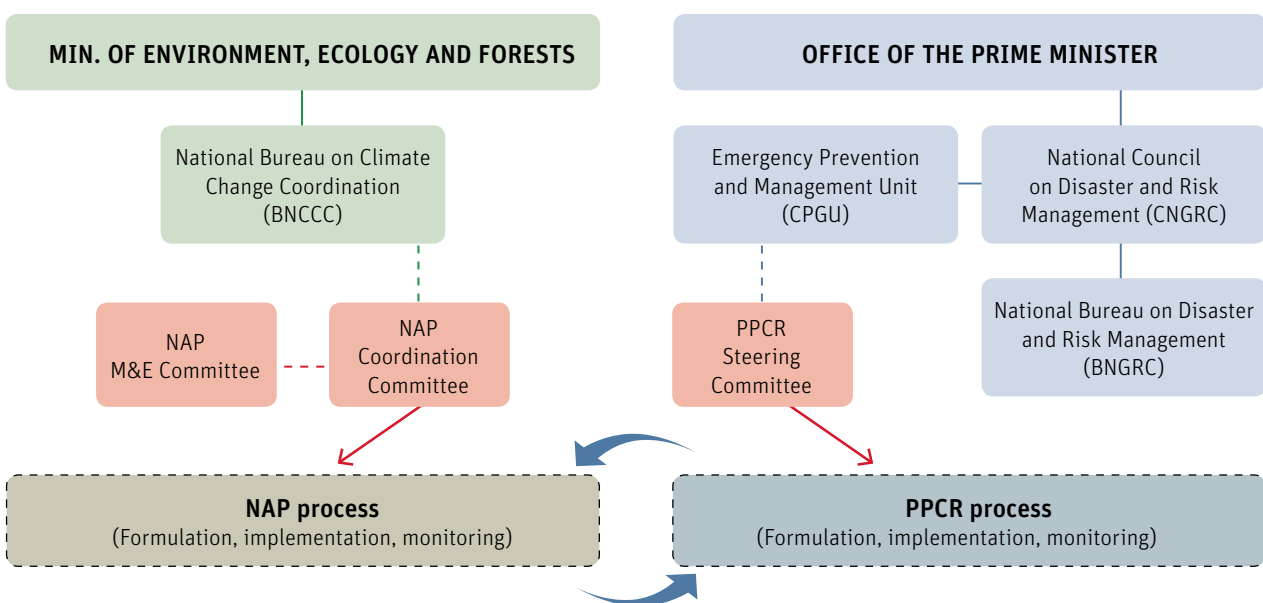 MIN. OF ENVIRONMENT, ECOLOGY AND FORESTS
OFFICE OF THE PRIME MINISTER
National Bureau on Climate
Change Coordination
(BNCCC)
Emergency Prevention
and Management Unit
(CPGU)
National Council
on Disaster and Risk
Management (CNGRC)
National Bureau on Disaster
and Risk Management
(BNGRC)
NAP
M&E Committee
NAP
Coordination
Committee
PPCR
Steering
Committee
NAP process
(Formulation, implementation, monitoring)
PPCR process
(Formulation, implementation, monitoring)